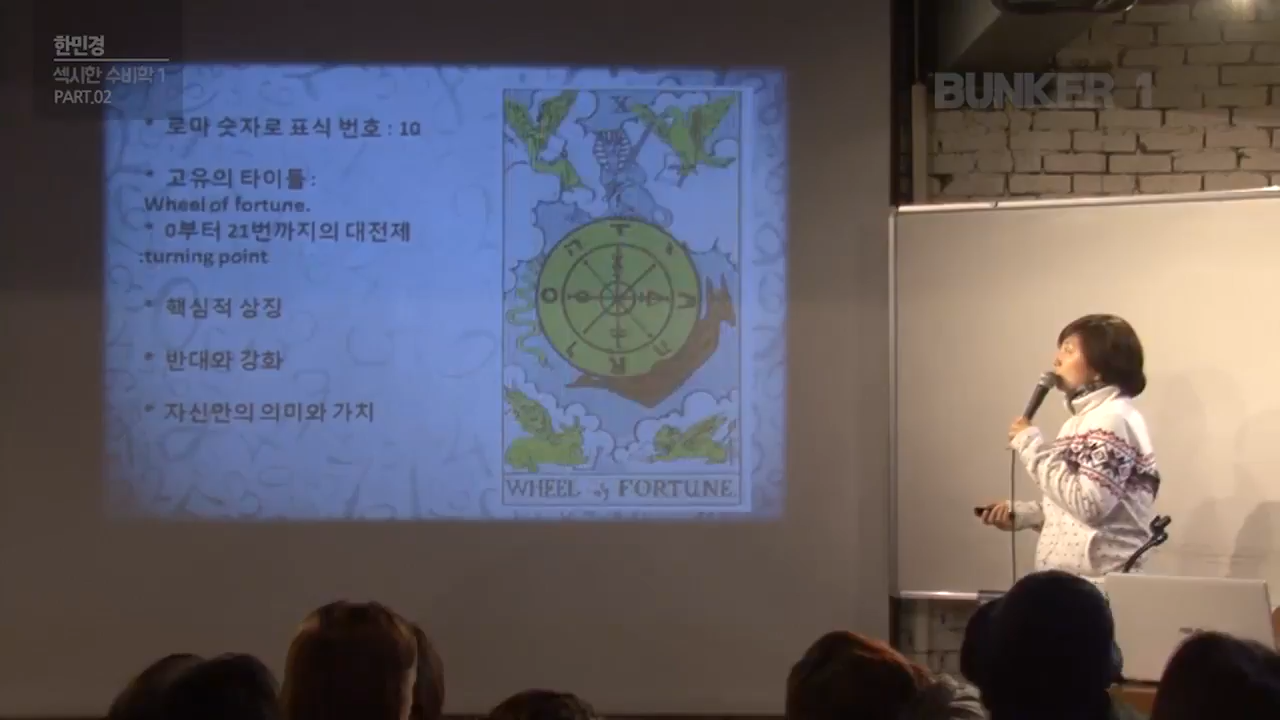 한민경
섹시한 수비학 1
PART.02
BUNKER 1
* 로마 숫자로 표식 번호 : 10
* 고유의 타이틀 :
Wheel of fortune.
* 0부터 21번까지의 대전제
:turning point
* 핵심적 상징
* 반대와 강화
* 자신만의 의미와 가치
X
WHEEL of FORTUNE.